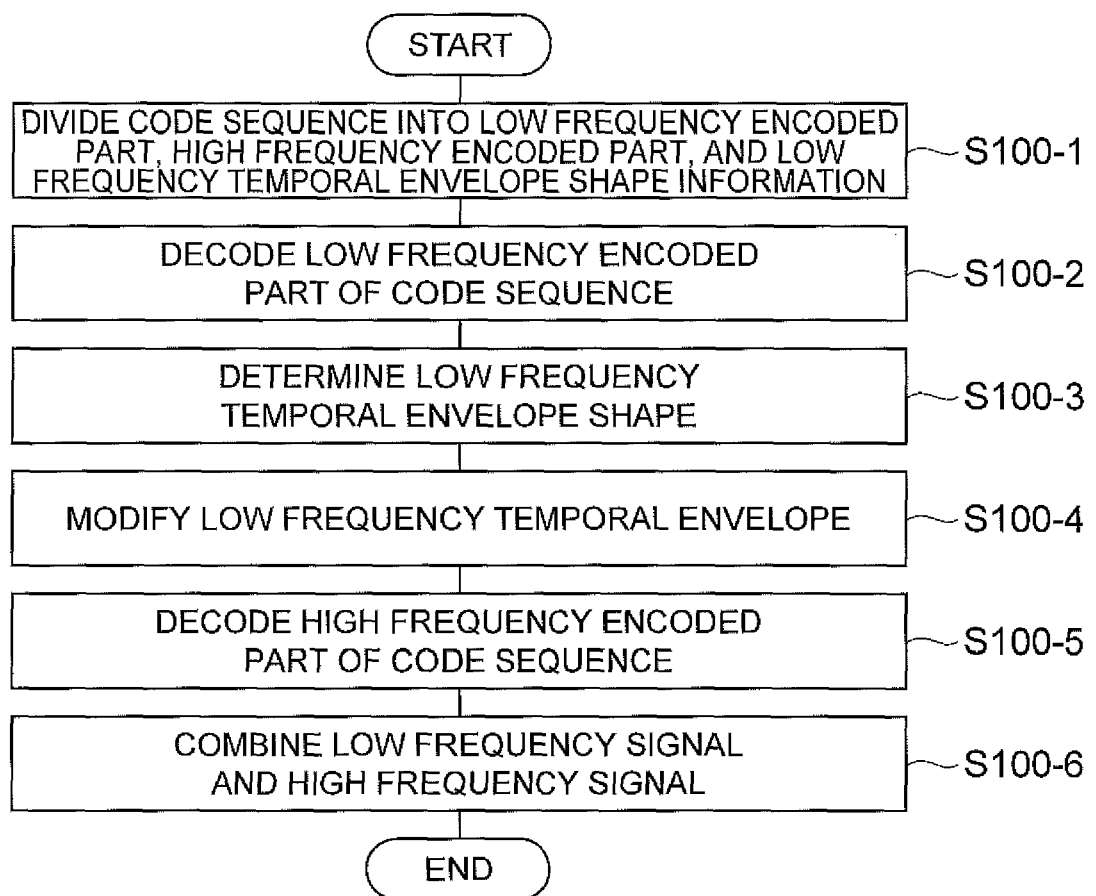 START
DIVIDE CODE SEQUENCE INTO LOW FREQUENCY ENCODED
PART, HIGH FREQUENCY ENCODED PART, AND LOW
FREQUENCY TEMPORAL ENVELOPE SHAPE INFORMATION
S100-1
DECODE LOW FREQUENCY ENCODED
PART OF CODE SEQUENCE
S100-2
DETERMINE LOW FREQUENCY
TEMPORAL ENVELOPE SHAPE
S100-3
MODIFY LOW FREQUENCY TEMPORAL ENVELOPE
S100-4
DECODE HIGH FREQUENCY ENCODED
PART OF CODE SEQUENCE
S100-5
COMBINE LOW FREQUENCY SIGNAL
AND HIGH FREQUENCY SIGNAL
S100-6
END